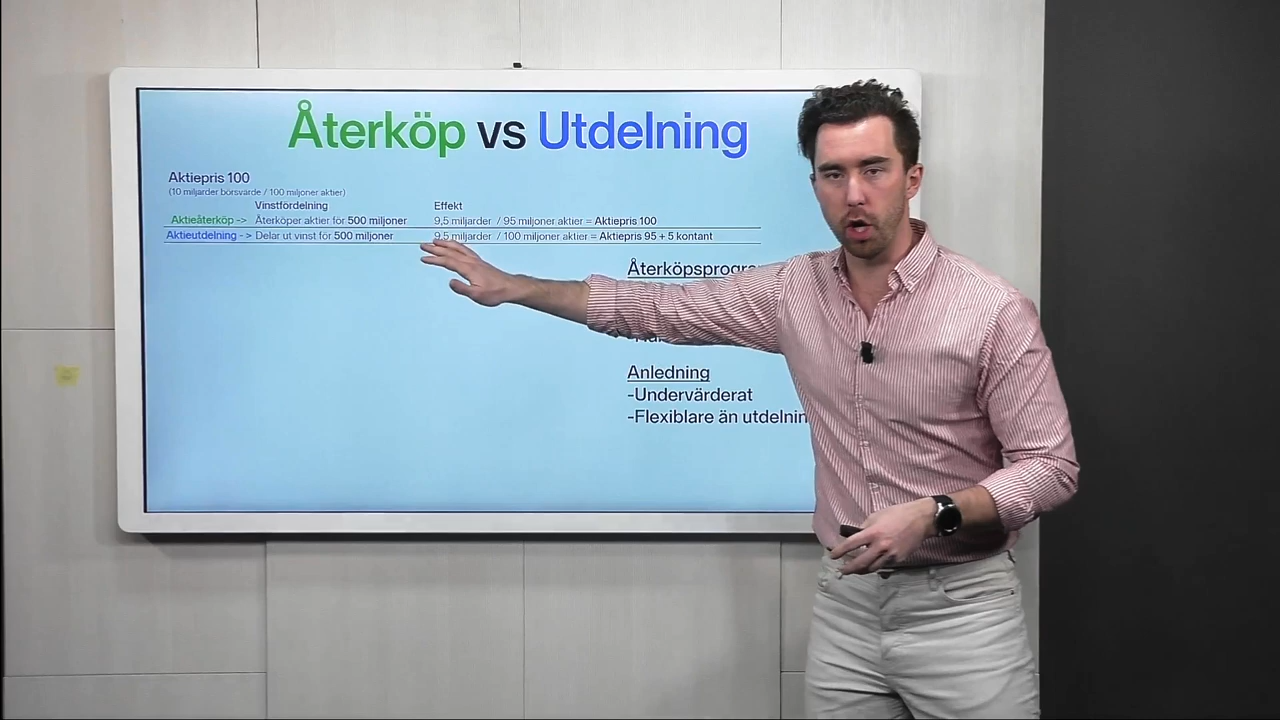 Återköp vs Utdelning
Aktiepris 100
(10 miljarder börsvärde / 100 miljoner aktier)
Vinstfördelning Effekt
Aktieåterköp -> Återköper aktier för 500 miljoner 9,5 miljarder / 95 miljoner aktier = Aktiepris 100
Aktieutdelning - > Delar ut vinst för 500 miljoner 9,5 miljarder / 100 miljoner aktier = Aktiepris 95 + 5 kontant
Anledning
-Undervärderat
-Flexiblare än